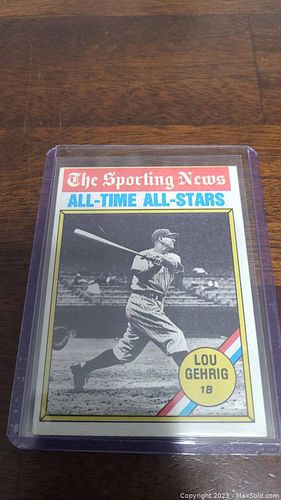 The Sporting News
ALL-TIME ALL-STARS
LOU
GEHRIG
1B
Copyright 2023 - MaxSold.com